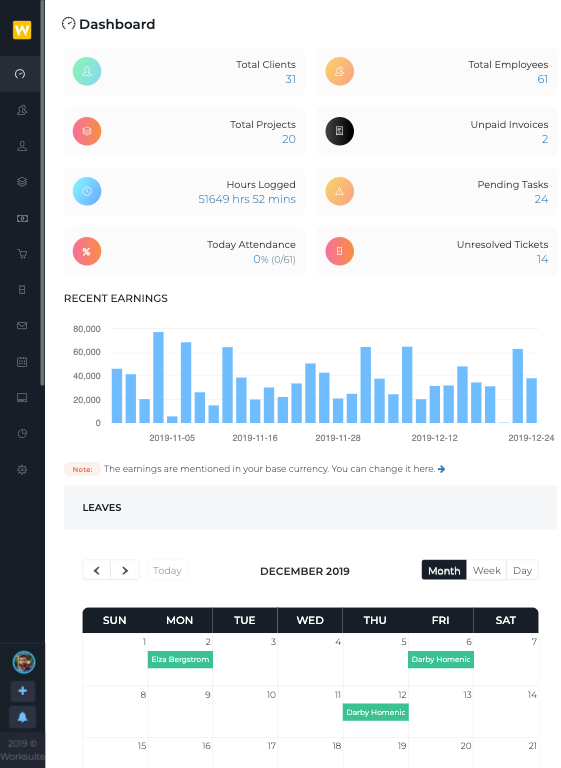 W
Dashboard
Total Clients
31
Total Employees
61
Total Projects
20
Unpaid Invoices
2
Hours Logged
51649 hrs 52 mins
Pending Tasks
24
Today Attendance
0% (0/61)
Unresolved Tickets
14
RECENT EARNINGS
80,000
60,000
40,000
20,000
0
2019-11-05 2019-11-16 2019-11-28 2019-12-12 2019-12-24
Note: The earnings are mentioned in your base currency. You can change it here.
LEAVES
Today DECEMBER 2019 Month Week Day
SUN MON TUE WED THU FRI SAT
1 2 3 4 5 6 7
Elza Bergstrom Darby Homenic
8 9 10 11 12 13 14
Darby Homenic
15 16 17 18 19 20 21
2019 ©
Worksuite